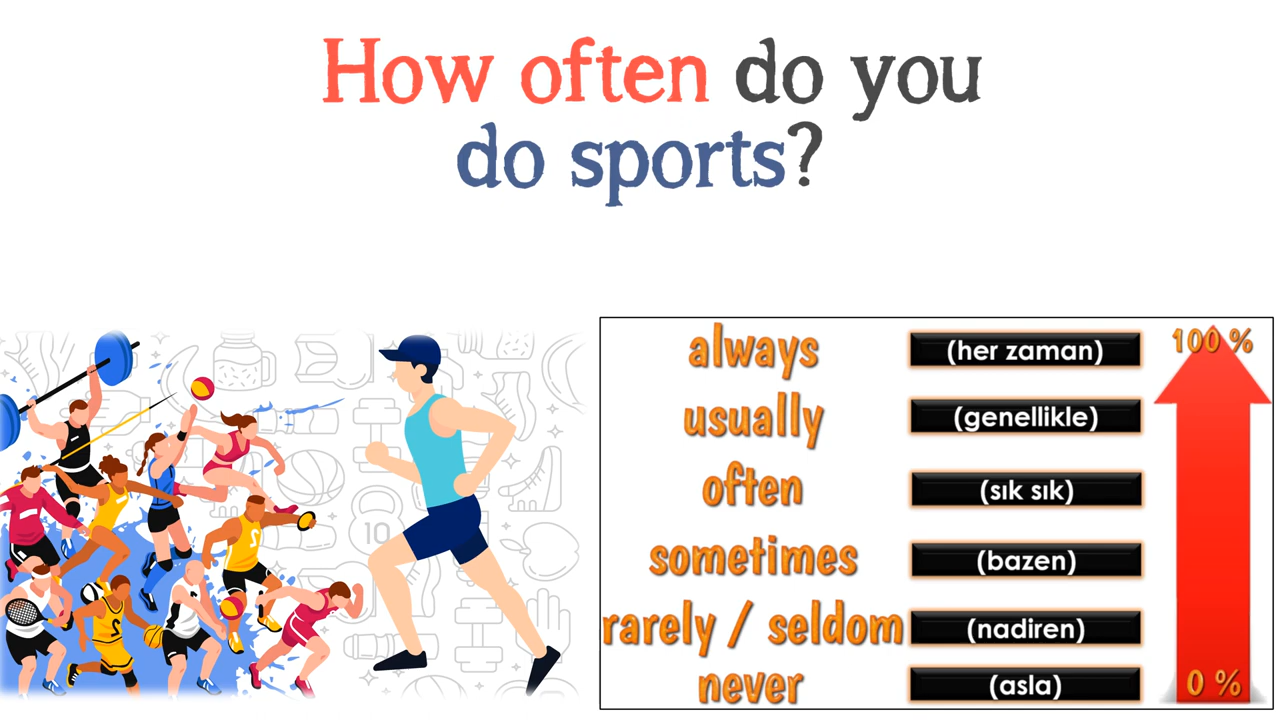 How often do you
do sports?
always (her zaman) 100 %
usually (genellikle)
often (sık sık)
sometimes (bazen)
rarely / seldom (nadiren)
never (asla) 0 %
10